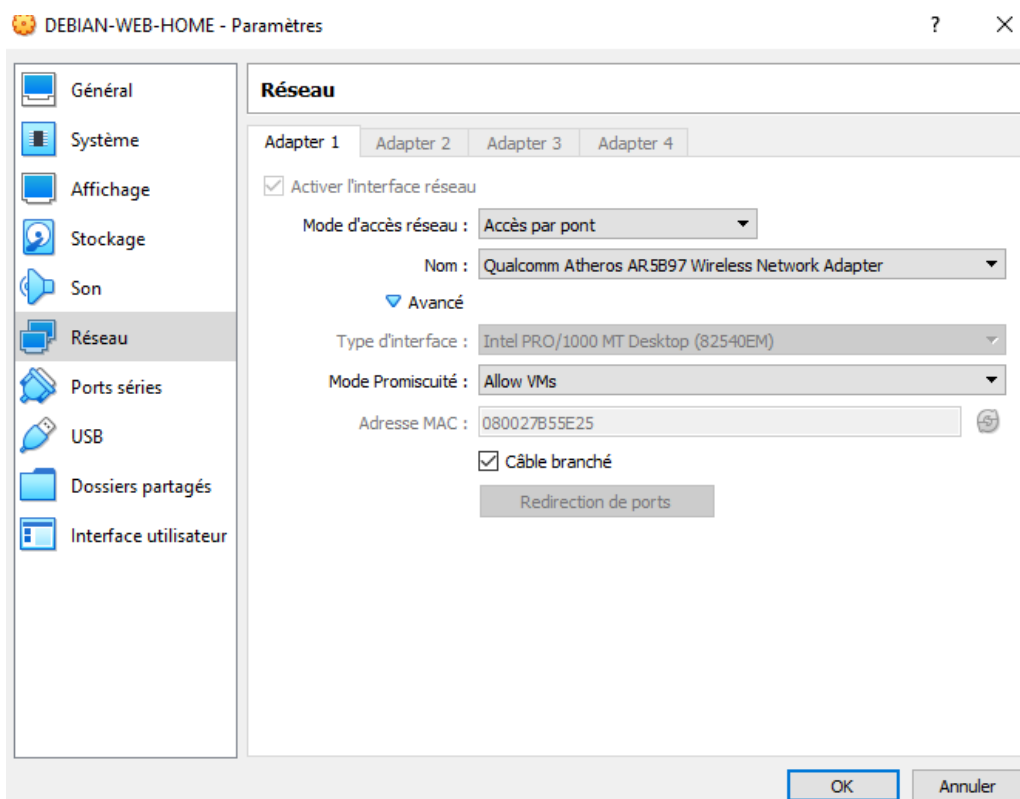 DEBIAN-WEB-HOME - Paramètres
?
Général
Système
Affichage
Stockage
Son
Réseau
Ports séries
USB
Dossiers partagés
Interface utilisateur
Réseau
Adapter 1 Adapter 2 Adapter 3 Adapter 4
Activer l'interface réseau
Mode d'accès réseau : Accès par pont
Nom : Qualcomm Atheros AR5B97 Wireless Network Adapter
Avancé
Type d'interface : Intel PRO/1000 MT Desktop (82540EM)
Mode Promiscuité : Allow VMs
Adresse MAC : 080027B55E25
Câble branché
Redirection de ports
OK Annuler